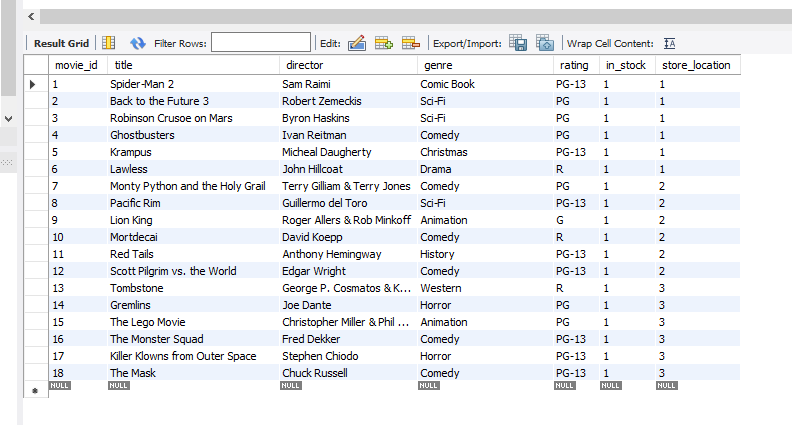 Result Grid Filter Rows: Edit: Export/Import: Wrap Cell Content: IA
movie_id title director genre rating in_stock store_location
1 Spider-Man 2 Sam Raimi Comic Book PG-13 1 1
2 Back to the Future 3 Robert Zemeckis Sci-Fi PG 1 1
3 Robinson Crusoe on Mars Byron Haskins Sci-Fi PG 1 1
4 Ghostbusters Ivan Reitman Comedy PG 1 1
5 Krampus Micheal Daugherty Christmas PG-13 1 1
6 Lawless John Hillcoat Drama R 1 1
7 Monty Python and the Holy Grail Terry Gilliam & Terry Jones Comedy PG 1 2
8 Pacific Rim Guillermo del Toro Sci-Fi PG-13 1 2
9 Lion King Roger Allers & Rob Minkoff Animation G 1 2
10 Mortdecai David Koepp Comedy R 1 2
11 Red Tails Anthony Hemingway History PG-13 1 2
12 Scott Pilgrim vs. the World Edgar Wright Comedy PG-13 1 2
13 Tombstone George P. Cosmatos & K... Western R 1 3
14 Gremlins Joe Dante Horror PG 1 3
15 The Lego Movie Christopher Miller & Phil ... Animation PG 1 3
16 The Monster Squad Fred Dekker Comedy PG-13 1 3
17 Killer Klowns from Outer Space Stephen Chiodo Horror PG-13 1 3
18 The Mask Chuck Russell Comedy PG-13 1 3
NULL NULL NULL NULL NULL NULL NULL